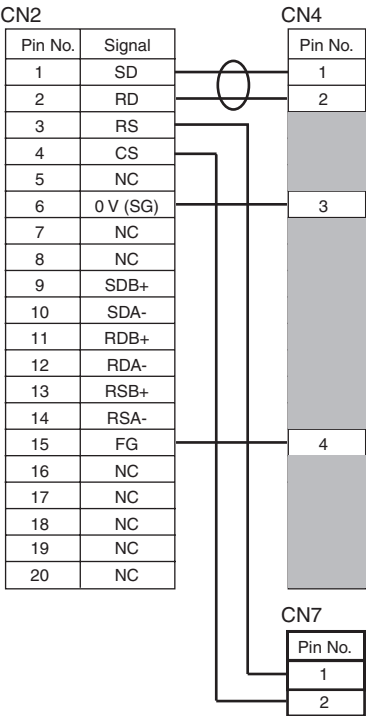 CN2 CN4
Pin No. Signal Pin No.
1 SD 1
2 RD 2
3 RS
4 CS
5 NC
6 0 V (SG) 3
7 NC
8 NC
9 SDB+
10 SDA-
11 RDB+
12 RDA-
13 RSB+
14 RSA-
15 FG 4
16 NC
17 NC
18 NC
19 NC
20 NC
CN7
Pin No.
1
2